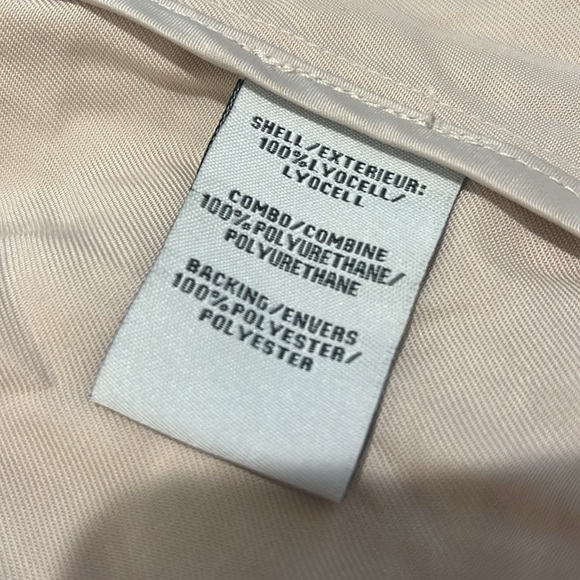 SHELL/EXTERIEUR:
100%LYOCELL/
LYOCELL
COMBO/COMBINE
100%POLYURETHANE/
POLYURETHANE
BACKING/ENVERS
100%POLYESTER/
POLYESTER